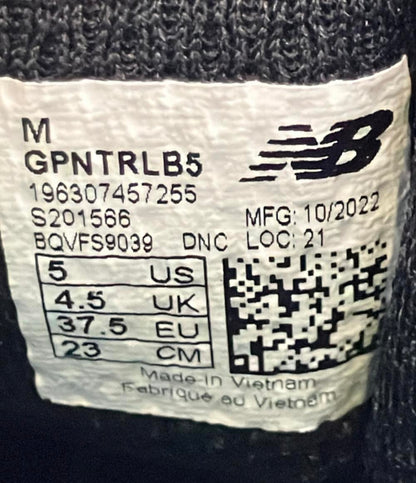 M
GPNTRLB5
NB
196307457255
S201566
MFG: 10/2022
BQVFS9039 DNC LOC: 21
5 US
4.5 UK
37.5 EU
23 CM
Made in Vietnam
Fabriqué au Vietnam